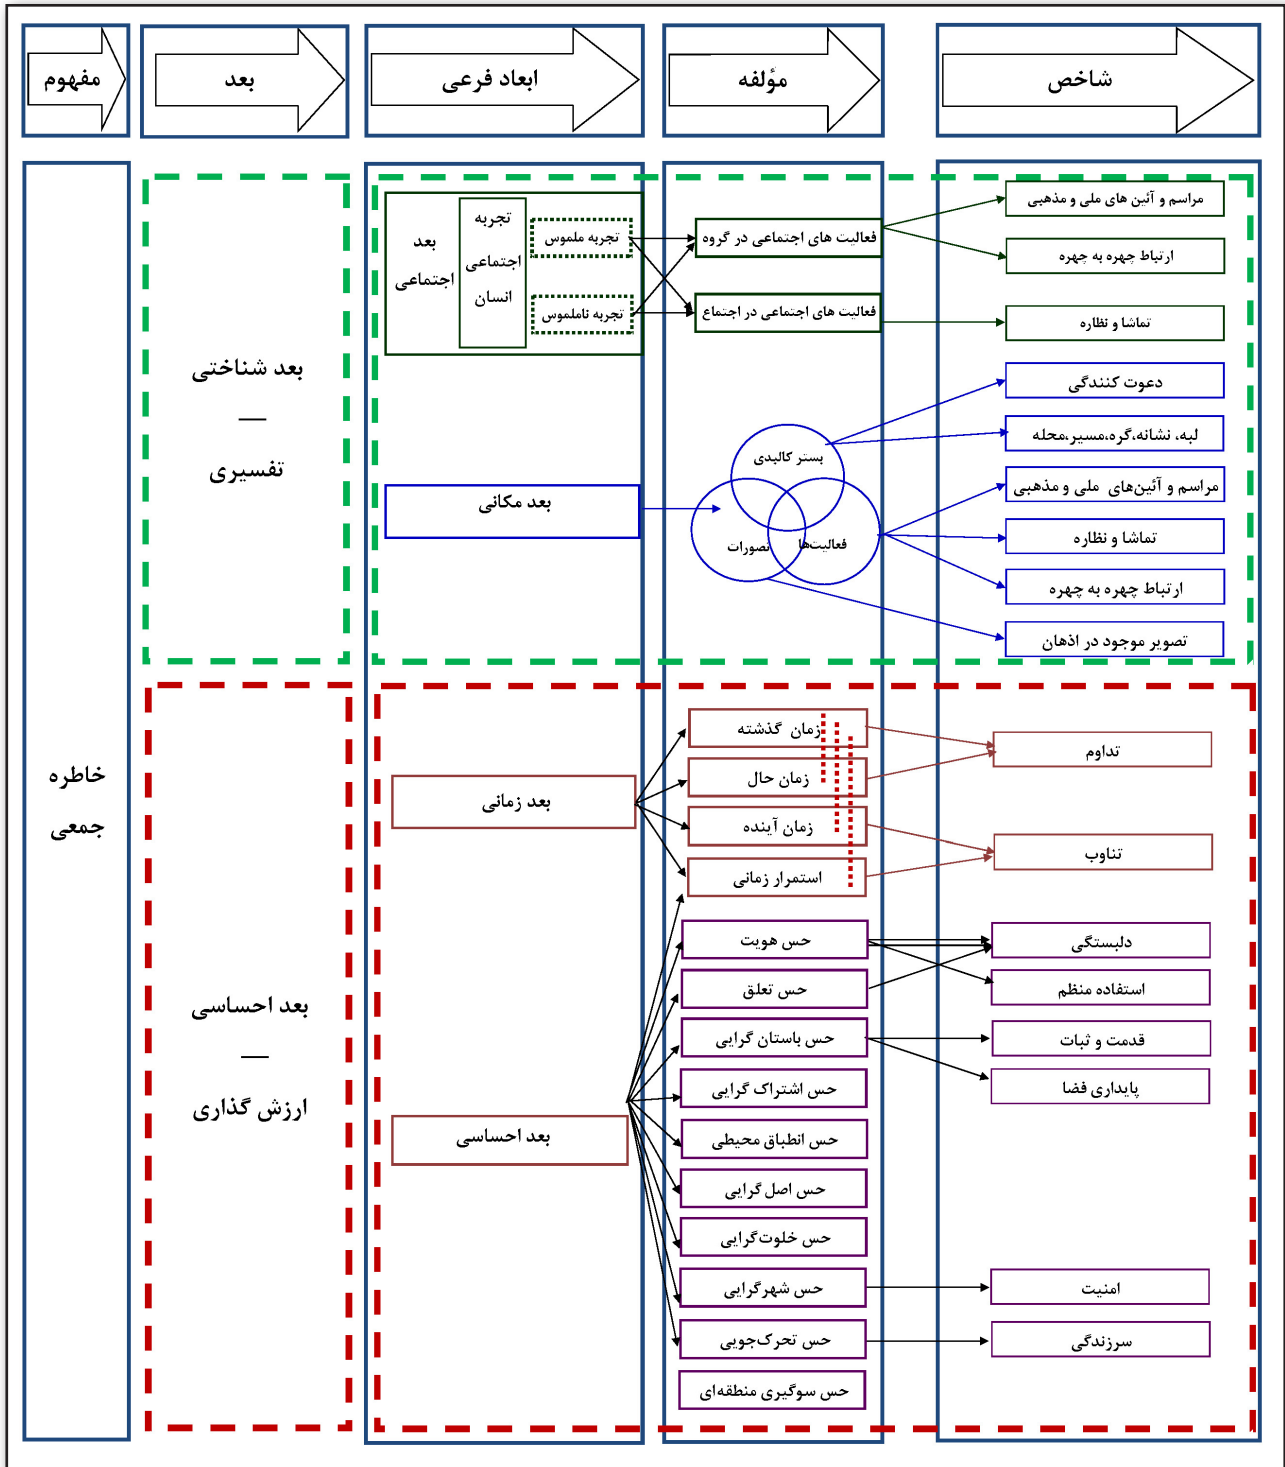 مفهوم
بعد
ابعاد فرعی
مؤلفه
شاخص
خاطره
جمعی
بعد شناختی
—
تفسیری
بعد
اجتماعی
تجربه
اجتماعی
انسان
تجربه ملموس
تجربه ناملموس
فعالیت های اجتماعی در گروه
فعالیت های اجتماعی در اجتماع
مراسم و آئین های ملی و مذهبی
ارتباط چهره به چهره
تماشا و نظاره
بعد مکانی
بستر کالبدی
تصورات
فعالیت‌ها
دعوت کنندگی
لبه، نشانه،گره،مسیر،محله
مراسم و آئین‌های ملی و مذهبی
تماشا و نظاره
ارتباط چهره به چهره
تصویر موجود در اذهان
بعد احساسی
—
ارزش گذاری
بعد زمانی
زمان گذشته
زمان حال
زمان آینده
استمرار زمانی
تداوم
تناوب
بعد احساسی
حس هویت
حس تعلق
حس باستان گرایی
حس اشتراک گرایی
حس انطباق محیطی
حس اصل گرایی
حس خلوت‌گرایی
حس شهرگرایی
حس تحرک‌جویی
حس سوگیری منطقه‌ای
دلبستگی
استفاده منظم
قدمت و ثبات
پایداری فضا
امنیت
سرزندگی